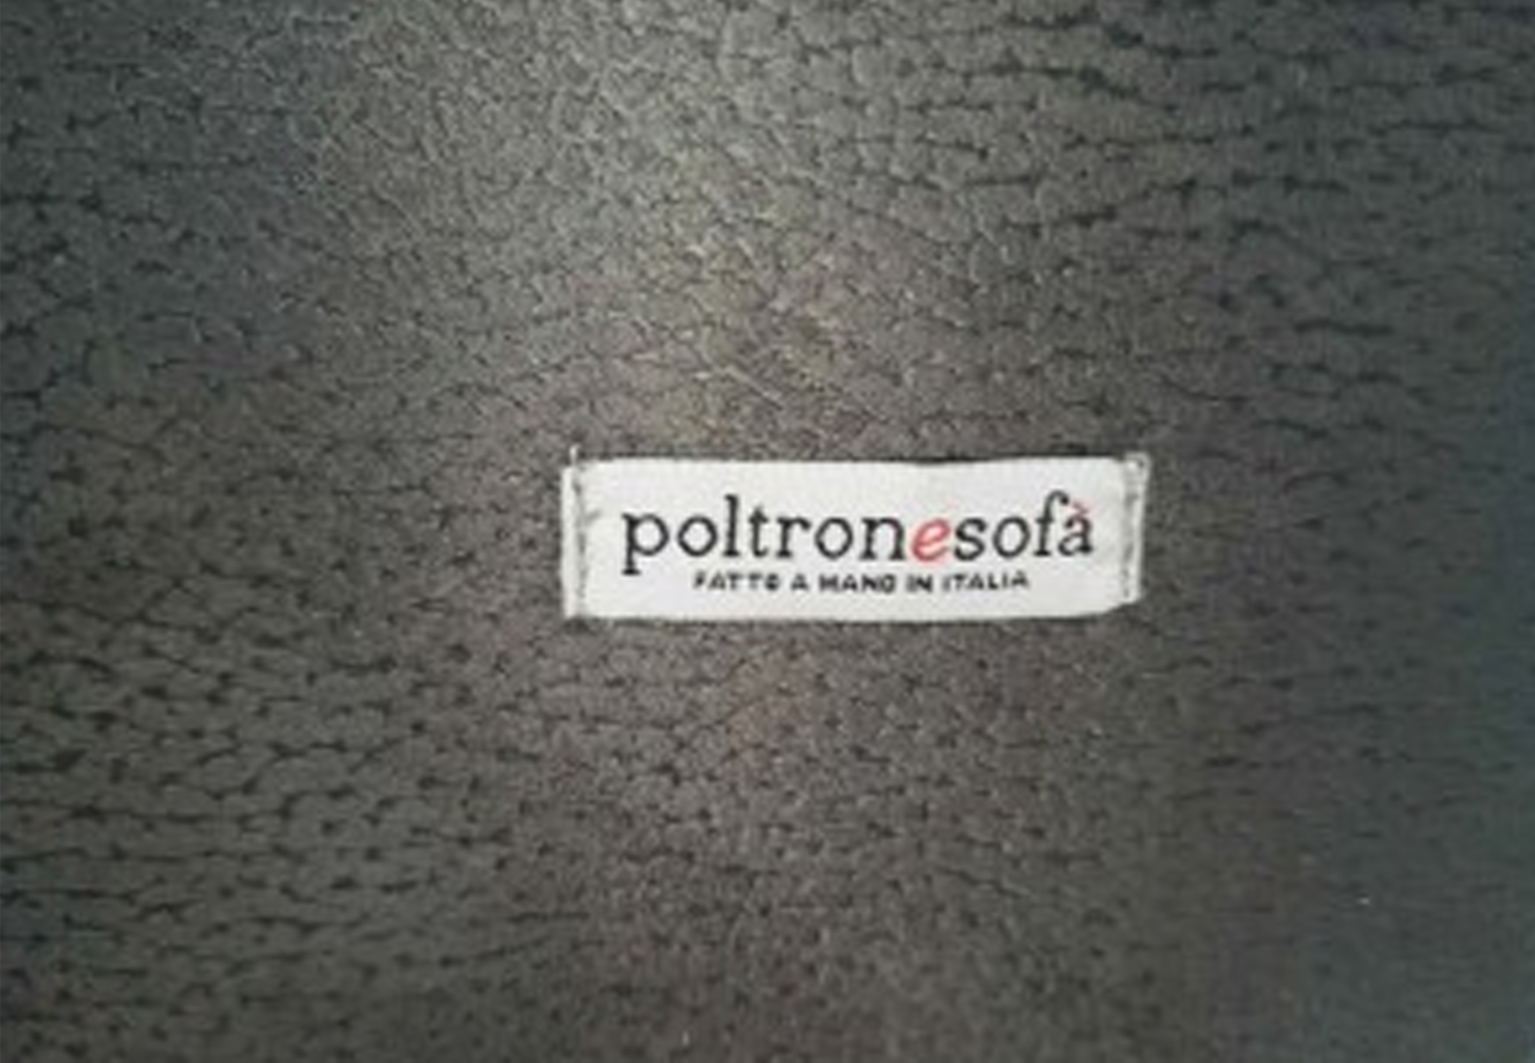 poltronesofà
FATTO A MANO IN ITALIA